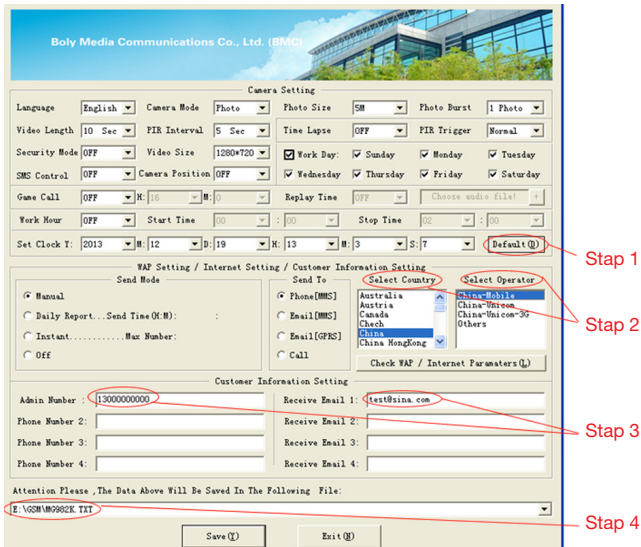 Boly Media Communications Co., Ltd. (BMC)
Camera Setting
Language English Camera Mode Photo Photo Size 5M Photo Burst 1 Photo
Video Length 10 Sec PIR Interval 5 Sec Time Lapse OFF PIR Trigger Normal
Security Mode OFF Video Size 1280*720 Work Day: Sunday Monday Tuesday
SMS Control OFF Camera Position OFF Wednesday Thursday Friday Saturday
Game Call OFF H: 16 M: 0 Replay Time OFF Choose audio file! +
Work Hour OFF Start Time 00 : 00 Stop Time 02 : 00
Set Clock Y: 2013 M: 12 D: 19 H: 13 M: 3 S: 7 Default(D)
Stap 1
WAP Setting / Internet Setting / Customer Information Setting
Send Mode Send To Select Country Select Operator
Manual Phone[MMS] Australia China-Mobile
Austria China-Unicom
Daily Report...Send Time(H:M): : Email[MMS] Canada China-Unicom-3G
Chech Others
Instant............Max Number: Email[GPRS] China
China HongKong
Stap 2
Off Call Check WAP / Internet Paramaters(L)
Customer Information Setting
Admin Number : 13000000000 Receive Email 1: test@sina.com
Phone Number 2: Receive Email 2:
Stap 3
Phone Number 3: Receive Email 3:
Phone Number 4: Receive Email 4:
Attention Please ,The Data Above Will Be Saved In The Following File:
E:\GSM\MG982K.TXT
Stap 4
Save(Y) Exit(N)